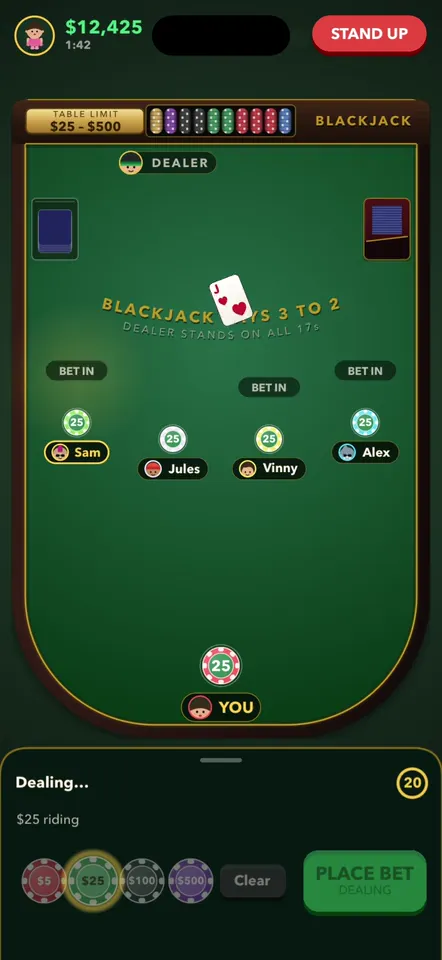 $12,425
1:42
STAND UP
TABLE LIMIT
$25 - $500
BLACKJACK
DEALER
J
BLACKJACK YS 3 TO 2
DEALER STANDS ON ALL 17s
BET IN
BET IN
BET IN
25
25
25
25
Sam
Jules
Vinny
Alex
25
YOU
Dealing...
20
$25 riding
$5
$25
$100
$500
Clear
PLACE BET
DEALING